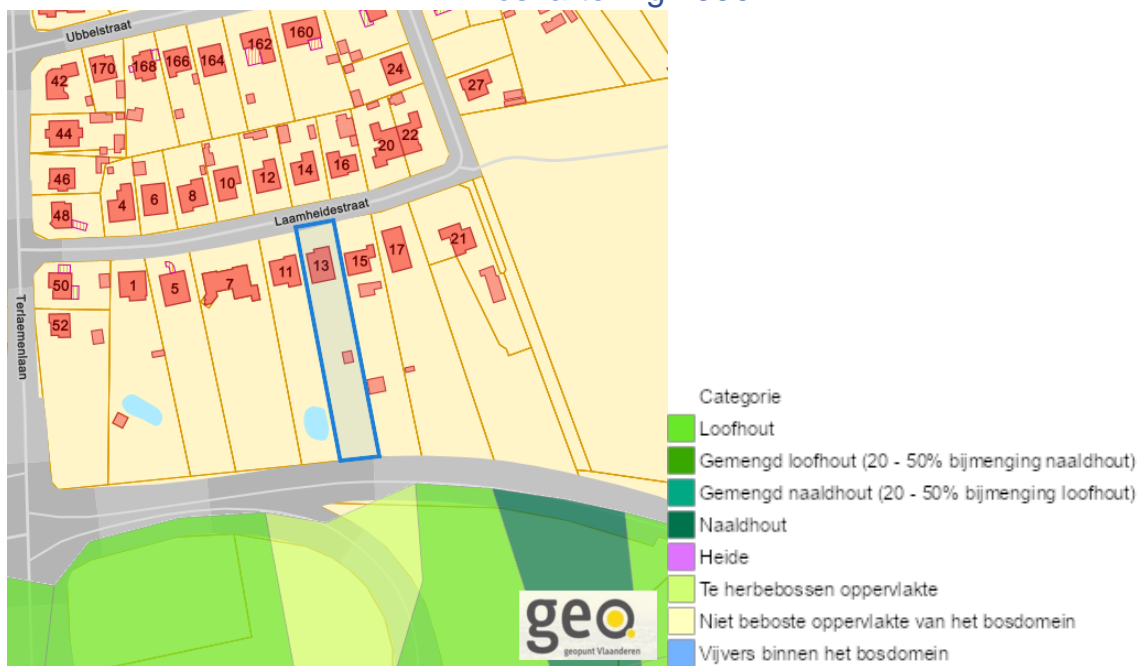 Ubbelstraat
42
170
168
166
164
162
160
24
27
44
46
48
4
6
8
10
12
14
16
20
22
Laamheidestraat
50
52
1
5
7
11
13
15
17
21
Terlaemenlaan
Categorie
Loofhout
Gemengd loofhout (20 - 50% bijmenging naaldhout)
Gemengd naaldhout (20 - 50% bijmenging loofhout)
Naaldhout
Heide
Te herbebossen oppervlakte
Niet beboste oppervlakte van het bosdomein
Vijvers binnen het bosdomein
geo
geopunt Vlaanderen